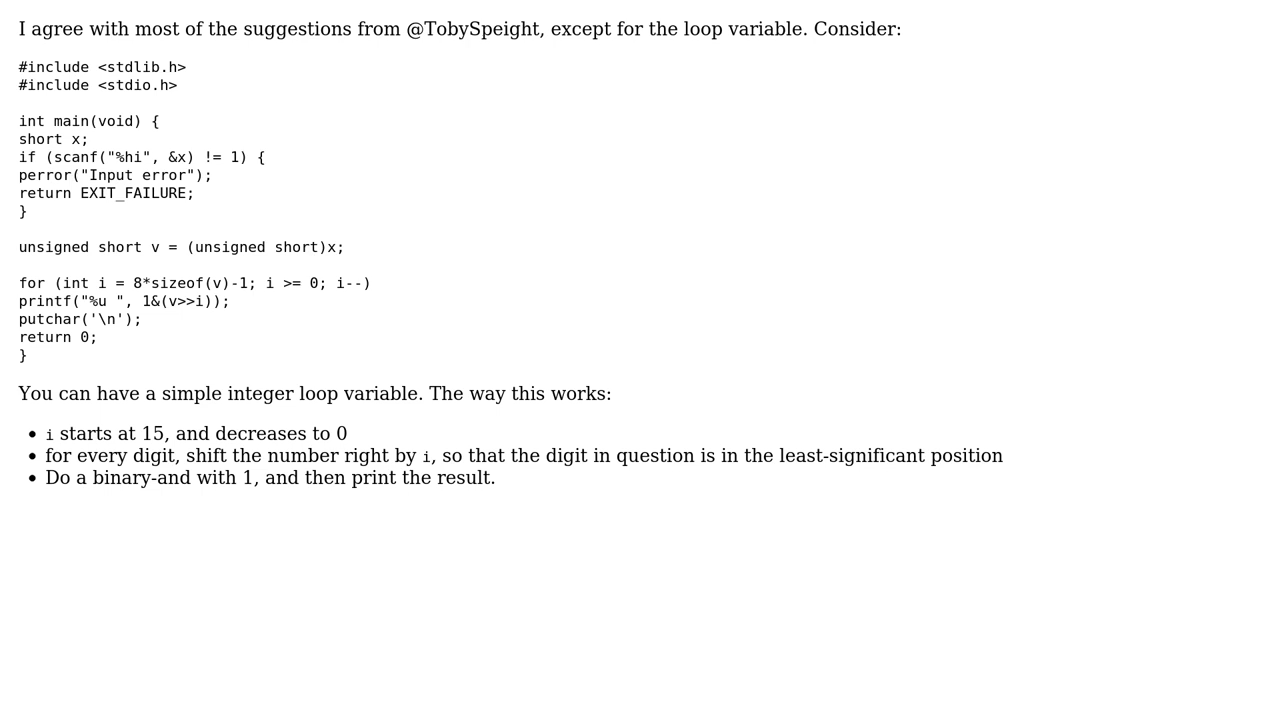 I agree with most of the suggestions from @TobySpeight, except for the loop variable. Consider:
#include <stdlib.h>
#include <stdio.h>
int main(void) {
short x;
if (scanf("%hi", &x) != 1) {
perror("Input error");
return EXIT_FAILURE;
}
unsigned short v = (unsigned short)x;
for (int i = 8*sizeof(v)-1; i >= 0; i--)
printf("%u ", 1&(v>>i));
putchar('\n');
return 0;
}
You can have a simple integer loop variable. The way this works:
• i starts at 15, and decreases to 0
• for every digit, shift the number right by i, so that the digit in question is in the least-significant position
• Do a binary-and with 1, and then print the result.